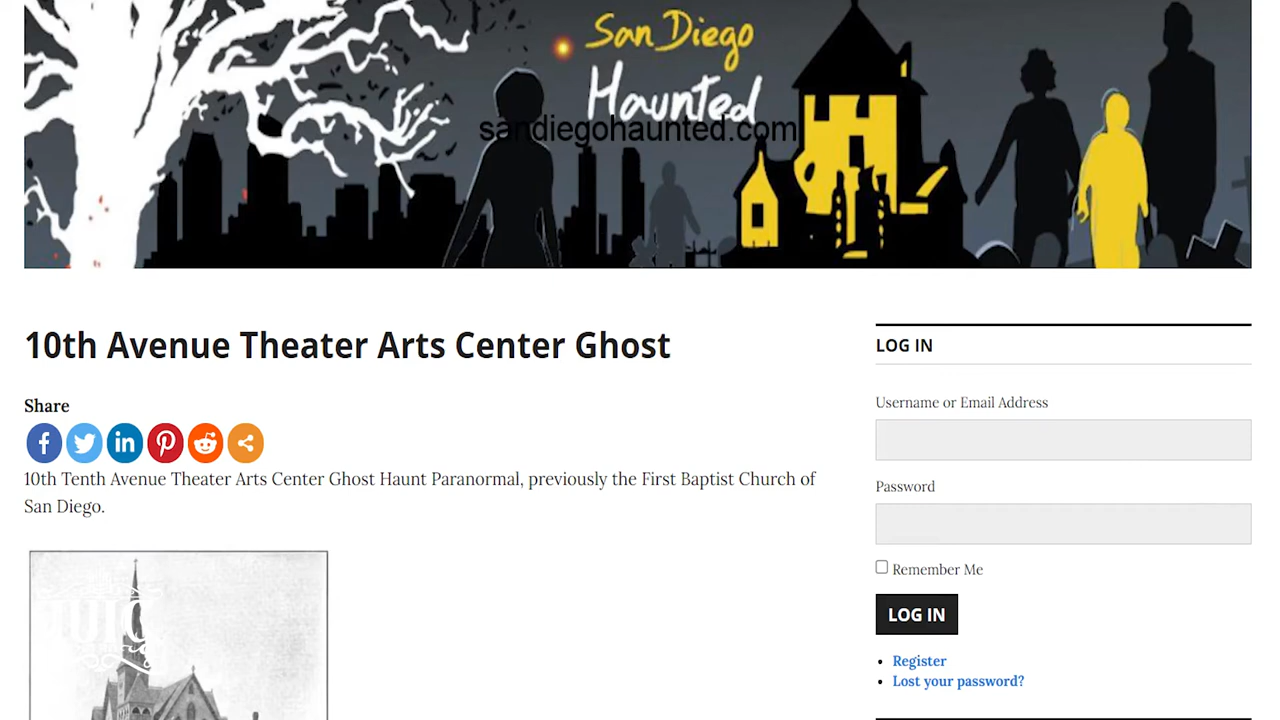 San Diego
Haunted
sandiegohaunted.com
10th Avenue Theater Arts Center Ghost
Share
10th Tenth Avenue Theater Arts Center Ghost Haunt Paranormal, previously the First Baptist Church of
San Diego.
LOG IN
Username or Email Address
Password
Remember Me
LOG IN
Register
Lost your password?